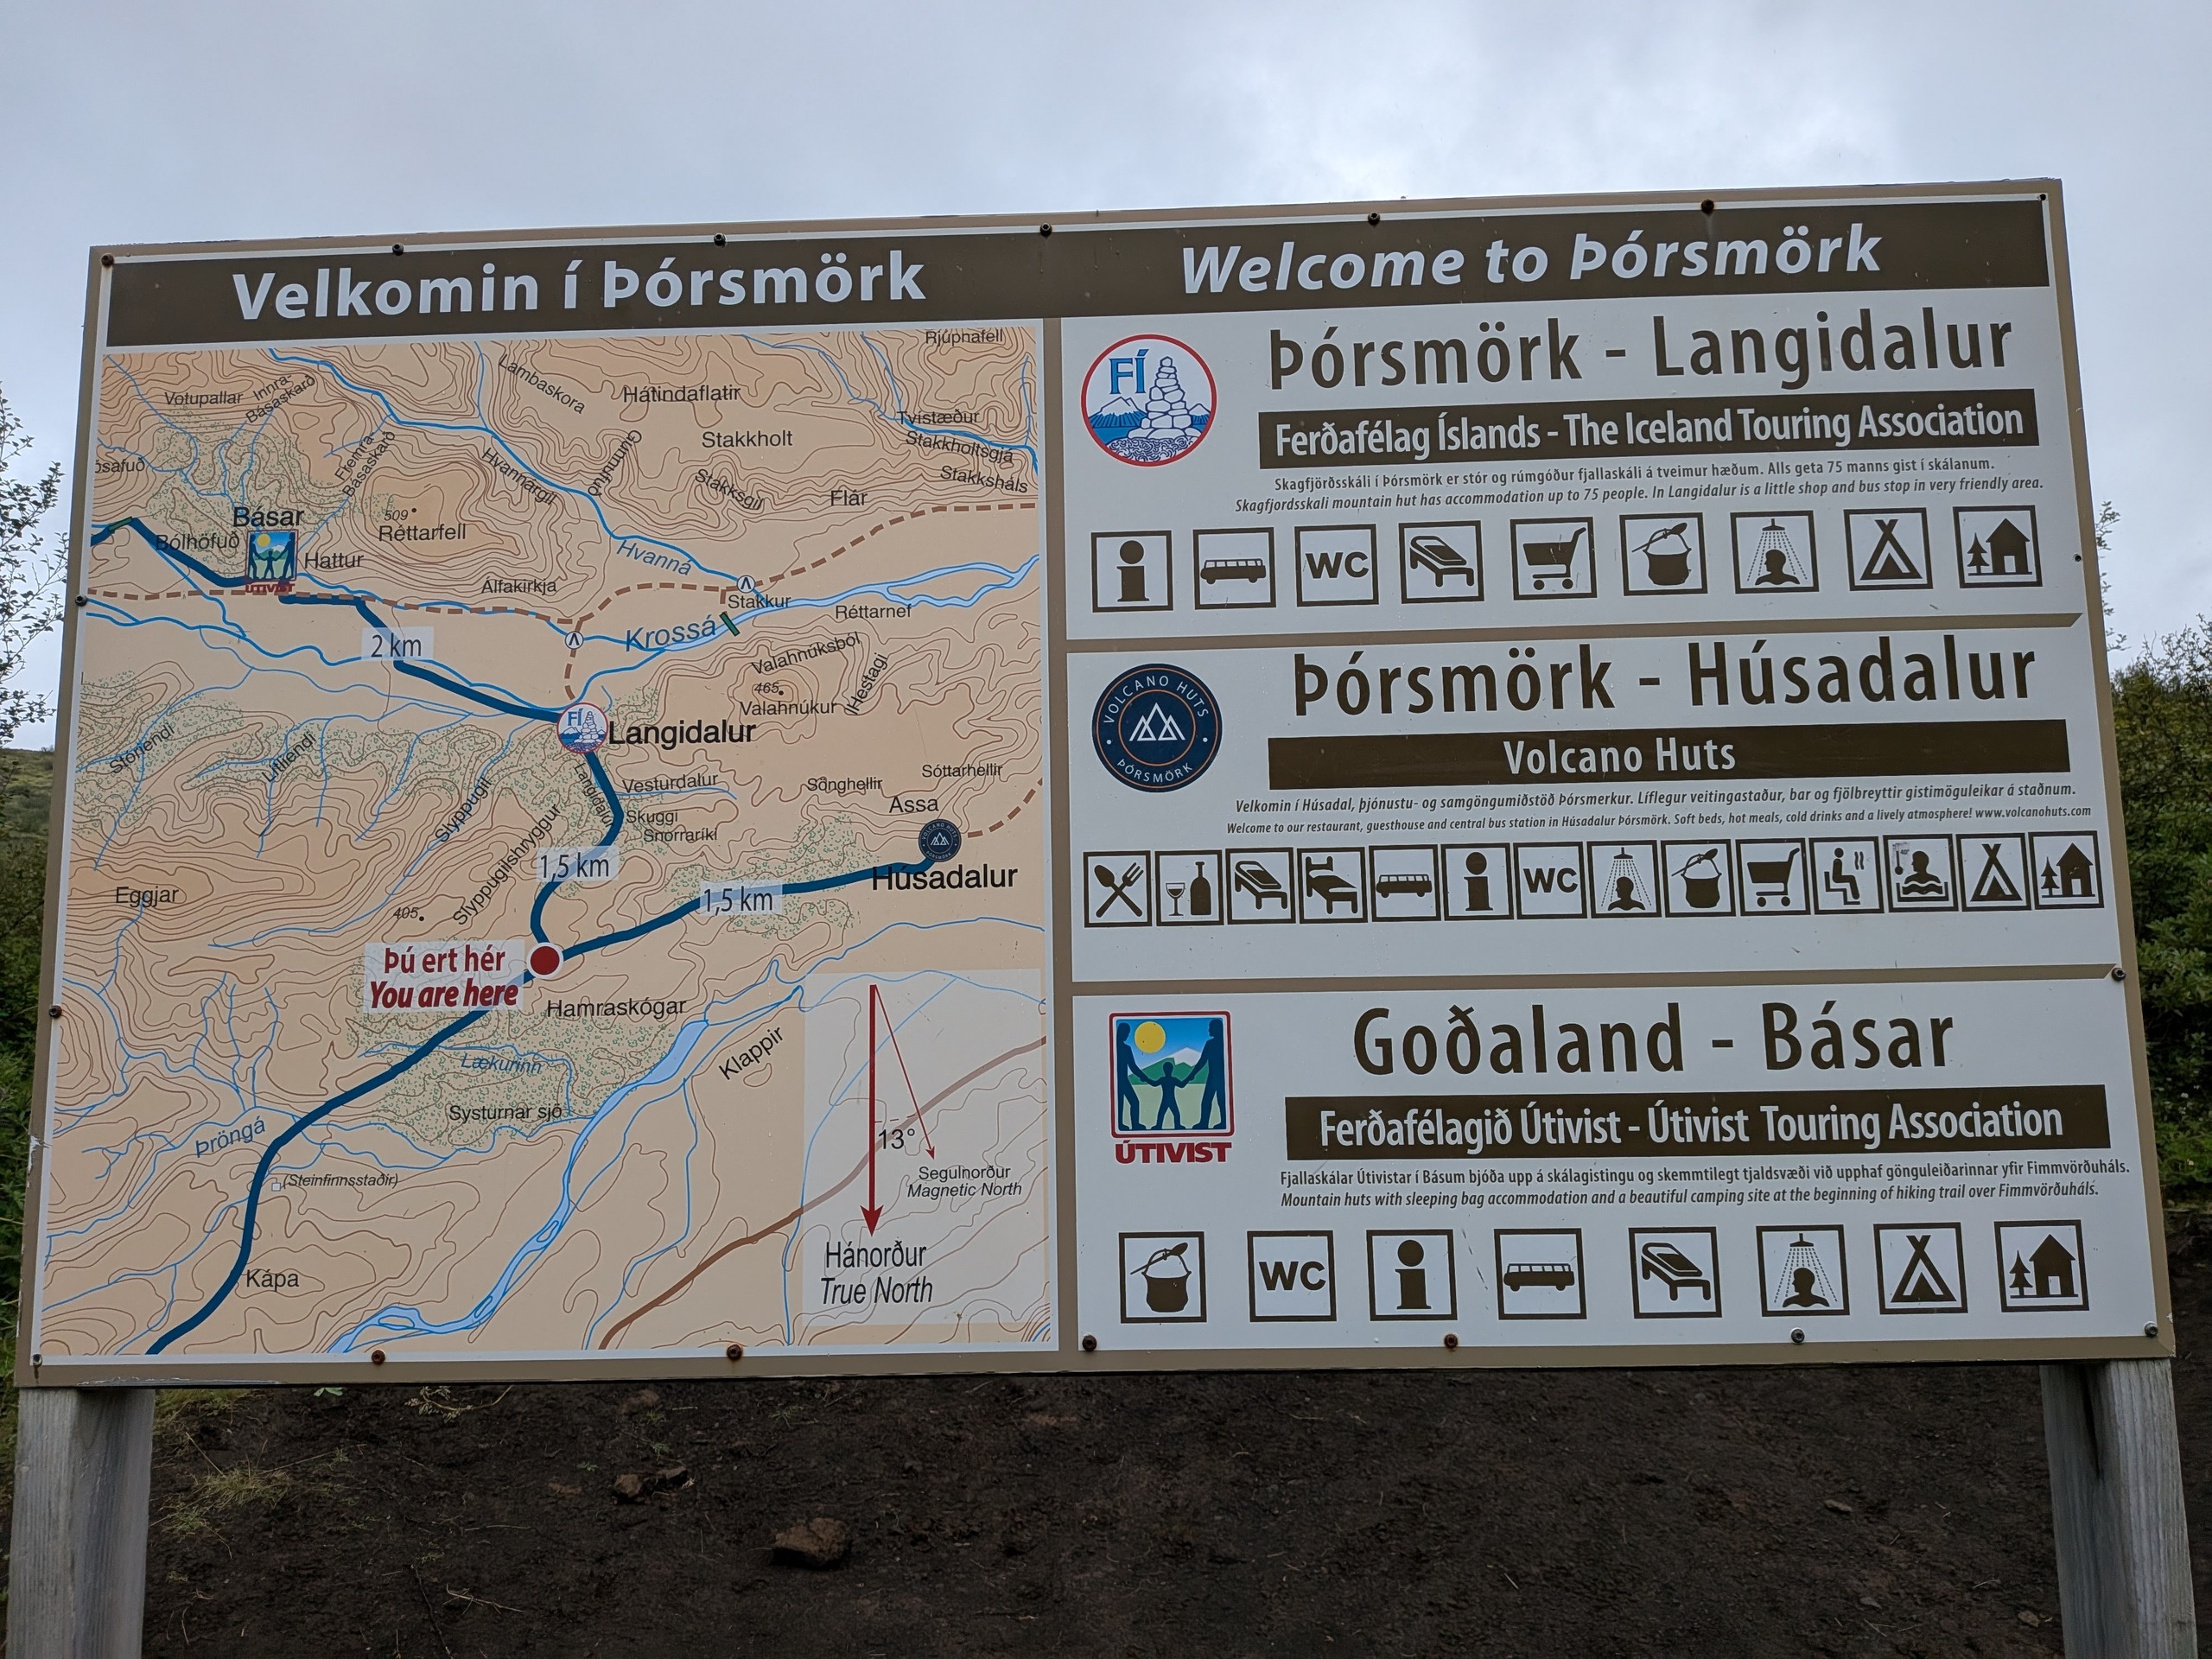 Velkomin í Þórsmörk
Welcome to Þórsmörk
Rjúpnafell
Votupallar
Innra-
Básaskarð
Lambaskora
Hátindaflatir
Tvístæður
Stakkholtsgjá
Stakksháls
Stakkholt
Fremra-
Básaskarð
Hvannárgil
Stakksgil
Flár
509
Réttarfell
Básar
Bólhöfuð
ÚTIVIST
Hattur
Hvanná
Álfakirkja
Stakkur
Réttarnef
Krossá
2 km
Valahnúksból
465
Valahnúkur
Hestagil
FÍ
Langidalur
Stóriendi
Litliendi
Langidalur
Vesturdalur
Sönghellir
Sóttarhellir
Assa
Slyppugil
Skuggi
Snorraríki
Slyppugilshryggur
1,5 km
VOLCANO HUTS
Húsadalur
1,5 km
Eggjar
405
Þú ert hér
You are here
Hamraskógar
Klappir
Lækurinn
Systurnar sjö
Þröngá
(Steinfinnsstaðir)
Kápa
13°
Segulnorður
Magnetic North
Hánorður
True North
FÍ
Þórsmörk - Langidalur
Ferðafélag Íslands - The Iceland Touring Association
Skagfjörðsskáli í Þórsmörk er stór og rúmgóður fjallaskáli á tveimur hæðum. Alls geta 75 manns gist í skálanum.
Skagfjordsskali mountain hut has accommodation up to 75 people. In Langidalur is a little shop and bus stop in very friendly area.
WC
VOLCANO HUTS
ÞÓRSMÖRK
Þórsmörk - Húsadalur
Volcano Huts
Velkomin í Húsadal, þjónustu- og samgöngumiðstöð Þórsmerkur. Líflegur veitingastaður, bar og fjölbreyttir gistimöguleikar á staðnum.
Welcome to our restaurant, guesthouse and central bus station in Húsadalur Þórsmörk. Soft beds, hot meals, cold drinks and a lively atmosphere! www.volcanohuts.com
WC
ÚTIVIST
Goðaland - Básar
Ferðafélagið Útivist - Útivist Touring Association
Fjallaskálar Útivistar í Básum bjóða upp á skálagistingu og skemmtilegt tjaldsvæði við upphaf gönguleiðarinnar yfir Fimmvörðuháls.
Mountain huts with sleeping bag accommodation and a beautiful camping site at the beginning of hiking trail over Fimmvörðuháls.
WC